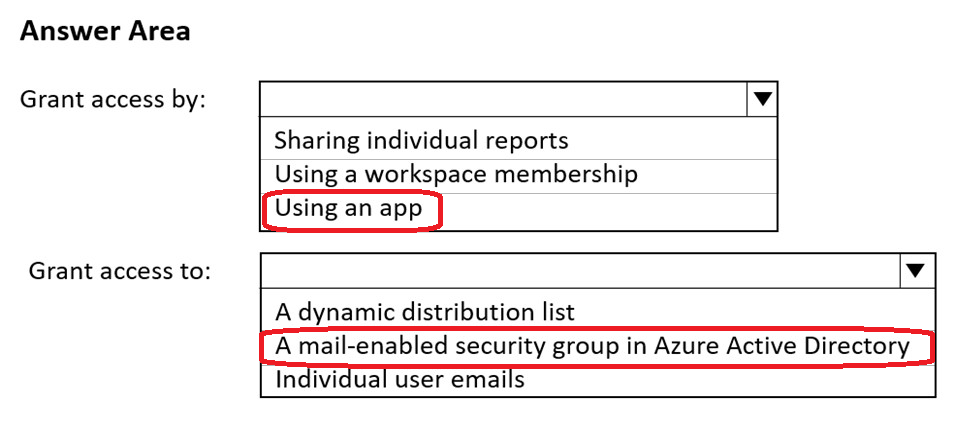 Answer Area
Grant access by:
Sharing individual reports
Using a workspace membership
Using an app
Grant access to:
A dynamic distribution list
A mail-enabled security group in Azure Active Directory
Individual user emails